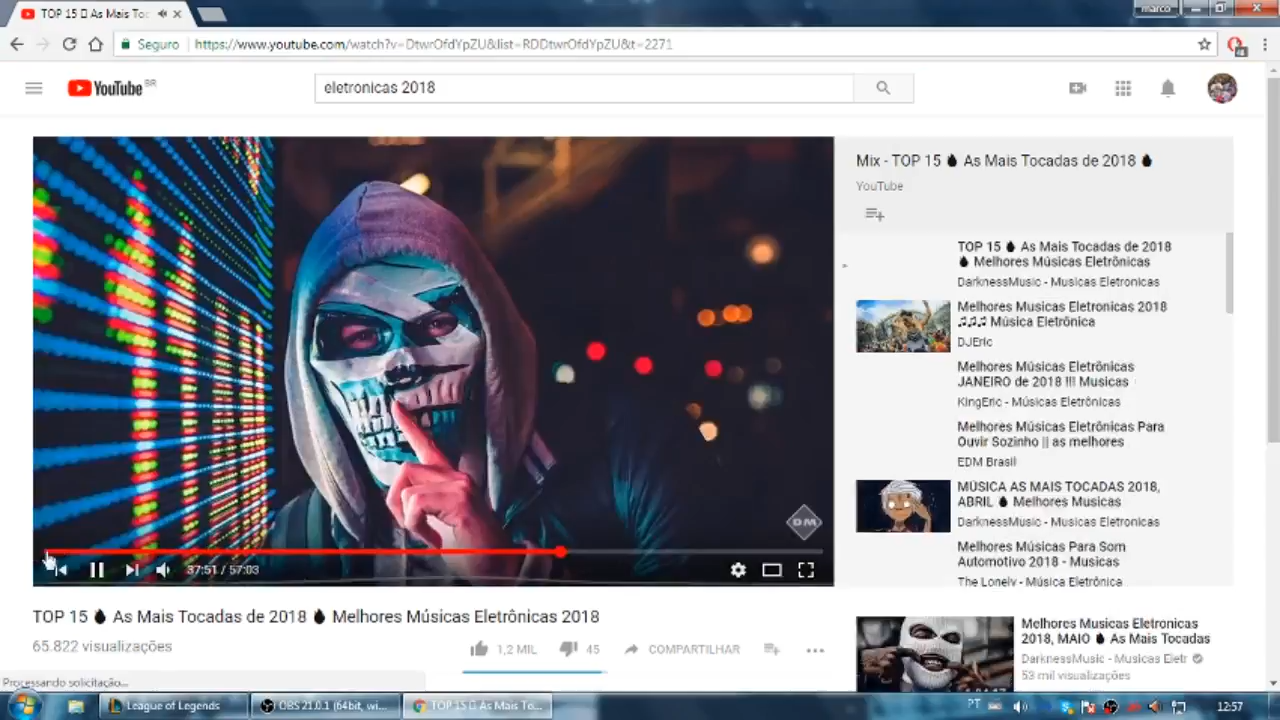 TOP 15 As Mais Toc
marco
Seguro https://www.youtube.com/watch?v=DtwrOfdYpZU&list=RDDtwrOfdYpZU&t=2271
YouTube BR
eletronicas 2018
Mix - TOP 15 As Mais Tocadas de 2018
YouTube
TOP 15 As Mais Tocadas de 2018
Melhores Músicas Eletrônicas
DarknessMusic - Musicas Eletronicas
Melhores Musicas Eletronicas 2018
♫♫♫ Música Eletrônica
DJEric
Melhores Músicas Eletrônicas
JANEIRO de 2018 !!! Musicas
KingEric - Músicas Eletrônicas
Melhores Músicas Eletrônicas Para
Ouvir Sozinho || as melhores
EDM Brasil
MÚSICA AS MAIS TOCADAS 2018,
ABRIL Melhores Musicas
DarknessMusic - Musicas Eletronicas
Melhores Músicas Para Som
Automotivo 2018 - Musicas
The Lonely - Música Eletrônica
DM
37:51 / 57:03
TOP 15 As Mais Tocadas de 2018 Melhores Músicas Eletrônicas 2018
65.822 visualizações
1,2 MIL 45 COMPARTILHAR
Melhores Musicas Eletronicas
2018, MAIO As Mais Tocadas
DarknessMusic - Musicas Eletr
53 mil visualizações
Processando solicitação...
League of Legends
OBS 21.0.1 (64bit, wi...
TOP 15 As Mais To...
PT
12:57